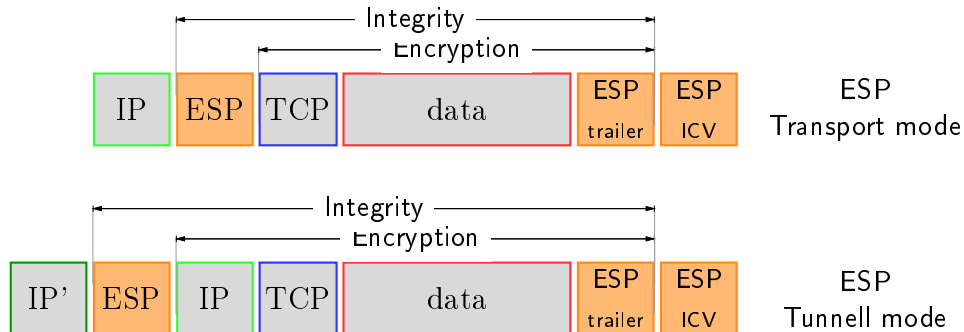 Integrity
Encryption
IP ESP TCP data ESP trailer ESP ICV
ESP
Transport mode
Integrity
Encryption
IP' ESP IP TCP data ESP trailer ESP ICV
ESP
Tunnell mode